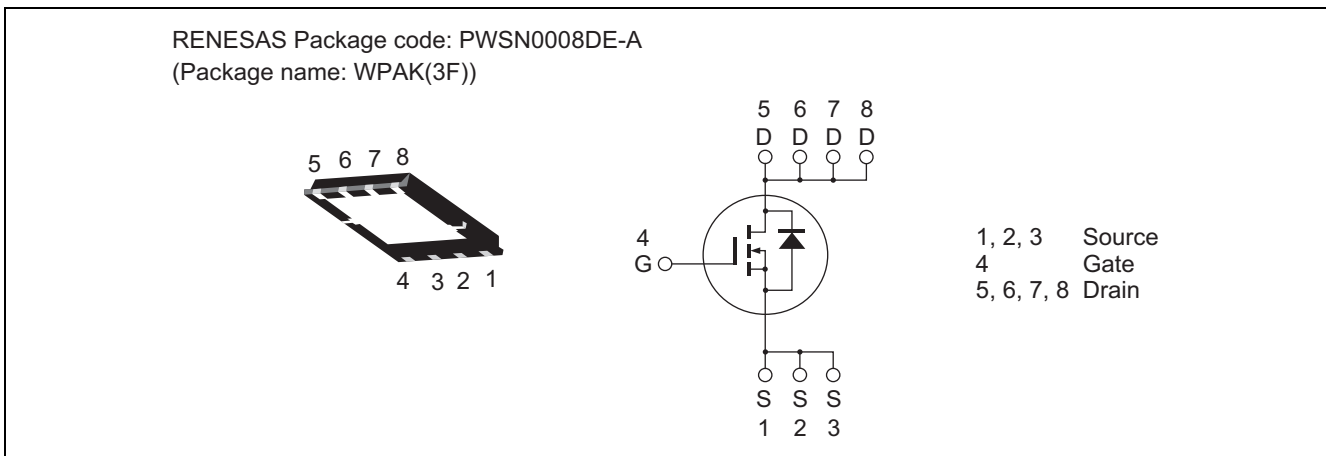 RENESAS Package code: PWSN0008DE-A
(Package name: WPAK(3F))
5 6 7 8
4 3 2 1
5 6 7 8
D D D D
4
G
S S S
1 2 3
1, 2, 3 Source
4 Gate
5, 6, 7, 8 Drain